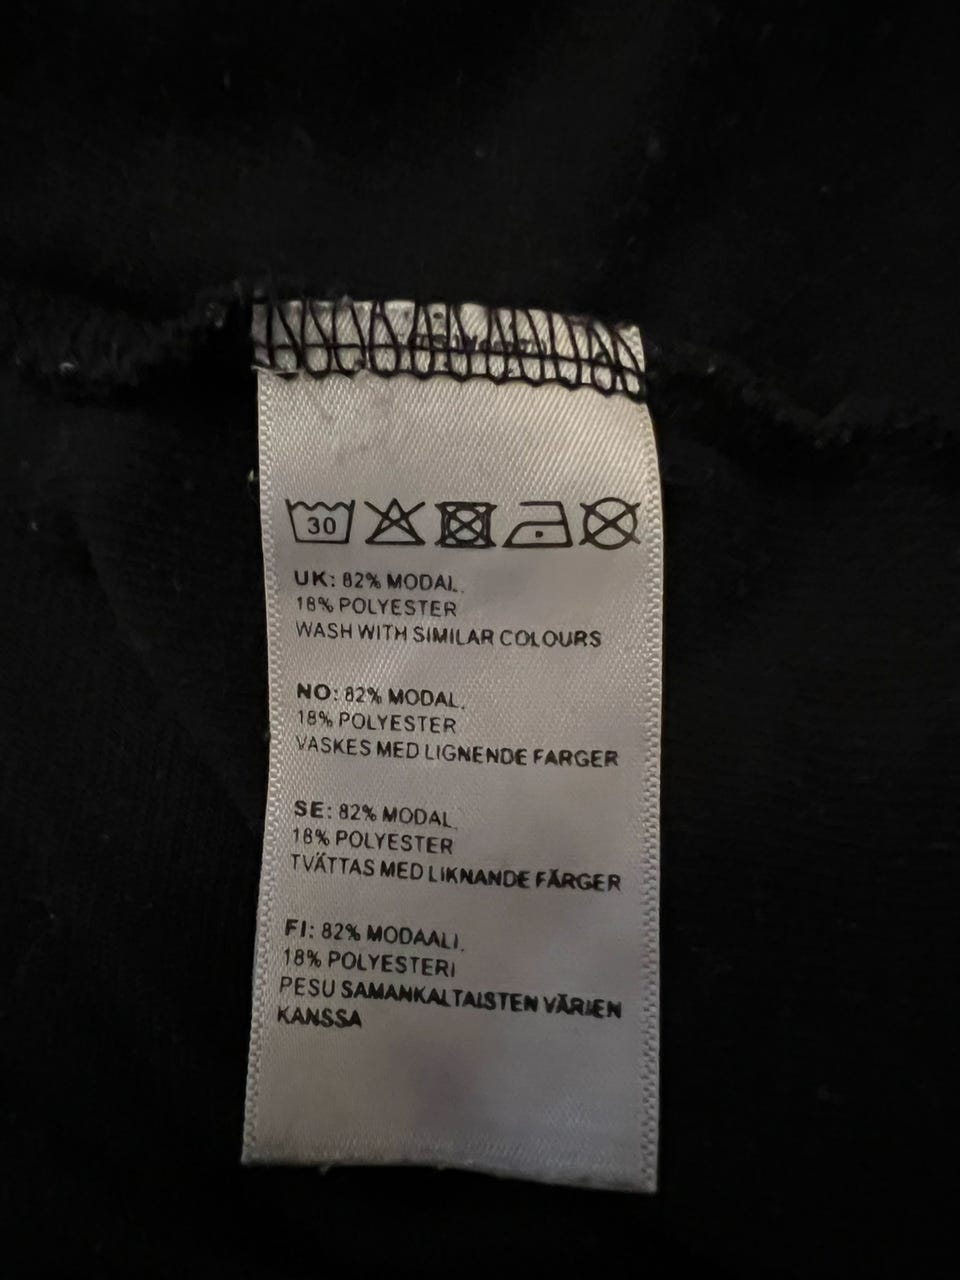 30
UK: 82% MODAL,
18% POLYESTER
WASH WITH SIMILAR COLOURS
NO: 82% MODAL,
18% POLYESTER
VASKES MED LIGNENDE FARGER
SE: 82% MODAL,
18% POLYESTER
TVÄTTAS MED LIKNANDE FÄRGER
FI: 82% MODAALI,
18% POLYESTERI
PESU SAMANKALTAISTEN VÄRIEN
KANSSA